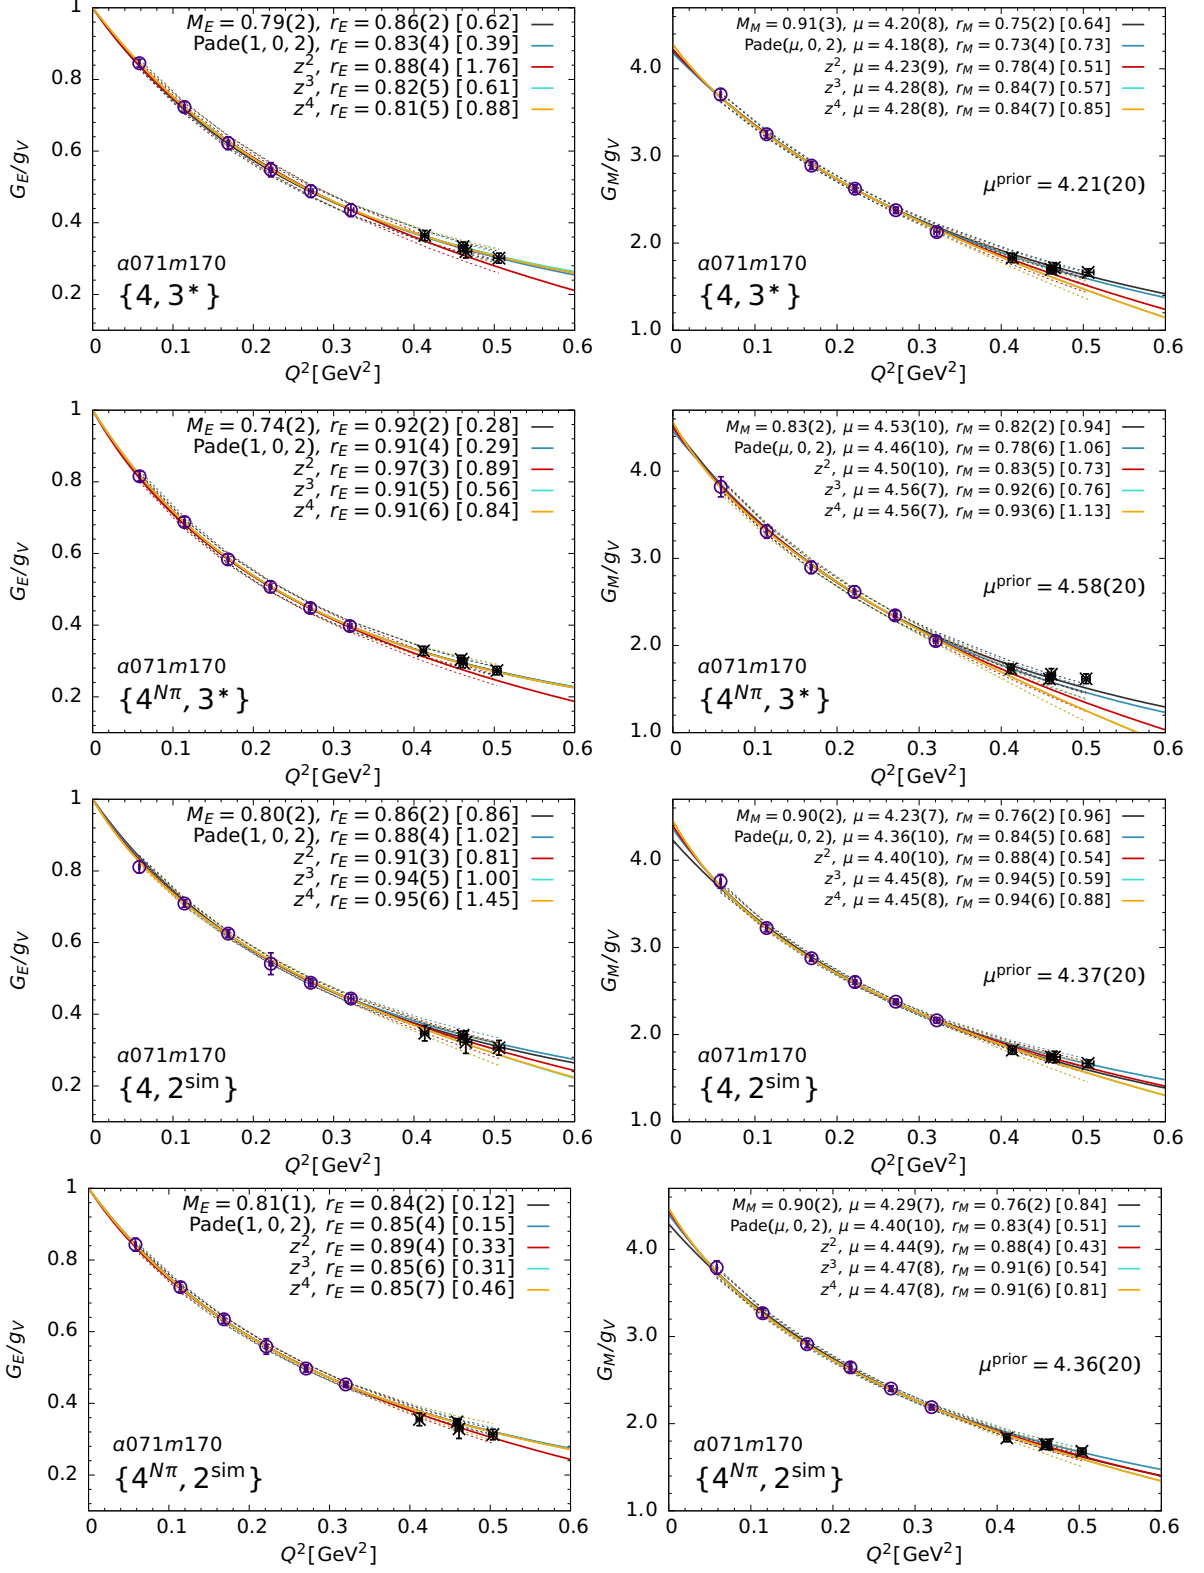 M_E = 0.79(2), r_E = 0.86(2) [0.62]
Pade(1, 0, 2), r_E = 0.83(4) [0.39]
z², r_E = 0.88(4) [1.76]
z³, r_E = 0.82(5) [0.61]
z⁴, r_E = 0.81(5) [0.88]
1
0.8
0.6
0.4
0.2
G_E/g_V
a071m170
{4, 3*}
0 0.1 0.2 0.3 0.4 0.5 0.6
Q² [GeV²]
M_M = 0.91(3), μ = 4.20(8), r_M = 0.75(2) [0.64]
Pade(μ, 0, 2), μ = 4.18(8), r_M = 0.73(4) [0.73]
z², μ = 4.23(9), r_M = 0.78(4) [0.51]
z³, μ = 4.28(8), r_M = 0.84(7) [0.57]
z⁴, μ = 4.28(8), r_M = 0.84(7) [0.85]
4.0
3.0
2.0
1.0
G_M/g_V
μ^prior = 4.21(20)
a071m170
{4, 3*}
0 0.1 0.2 0.3 0.4 0.5 0.6
Q² [GeV²]
M_E = 0.74(2), r_E = 0.92(2) [0.28]
Pade(1, 0, 2), r_E = 0.91(4) [0.29]
z², r_E = 0.97(3) [0.89]
z³, r_E = 0.91(5) [0.56]
z⁴, r_E = 0.91(6) [0.84]
1
0.8
0.6
0.4
0.2
G_E/g_V
a071m170
{4^Nπ, 3*}
0 0.1 0.2 0.3 0.4 0.5 0.6
Q² [GeV²]
M_M = 0.83(2), μ = 4.53(10), r_M = 0.82(2) [0.94]
Pade(μ, 0, 2), μ = 4.46(10), r_M = 0.78(6) [1.06]
z², μ = 4.50(10), r_M = 0.83(5) [0.73]
z³, μ = 4.56(7), r_M = 0.92(6) [0.76]
z⁴, μ = 4.56(7), r_M = 0.93(6) [1.13]
4.0
3.0
2.0
1.0
G_M/g_V
μ^prior = 4.58(20)
a071m170
{4^Nπ, 3*}
0 0.1 0.2 0.3 0.4 0.5 0.6
Q² [GeV²]
M_E = 0.80(2), r_E = 0.86(2) [0.86]
Pade(1, 0, 2), r_E = 0.88(4) [1.02]
z², r_E = 0.91(3) [0.81]
z³, r_E = 0.94(5) [1.00]
z⁴, r_E = 0.95(6) [1.45]
1
0.8
0.6
0.4
0.2
G_E/g_V
a071m170
{4, 2^sim}
0 0.1 0.2 0.3 0.4 0.5 0.6
Q² [GeV²]
M_M = 0.90(2), μ = 4.23(7), r_M = 0.76(2) [0.96]
Pade(μ, 0, 2), μ = 4.36(10), r_M = 0.84(5) [0.68]
z², μ = 4.40(10), r_M = 0.88(4) [0.54]
z³, μ = 4.45(8), r_M = 0.94(5) [0.59]
z⁴, μ = 4.45(8), r_M = 0.94(6) [0.88]
4.0
3.0
2.0
1.0
G_M/g_V
μ^prior = 4.37(20)
a071m170
{4, 2^sim}
0 0.1 0.2 0.3 0.4 0.5 0.6
Q² [GeV²]
M_E = 0.81(1), r_E = 0.84(2) [0.12]
Pade(1, 0, 2), r_E = 0.85(4) [0.15]
z², r_E = 0.89(4) [0.33]
z³, r_E = 0.85(6) [0.31]
z⁴, r_E = 0.85(7) [0.46]
1
0.8
0.6
0.4
0.2
G_E/g_V
a071m170
{4^Nπ, 2^sim}
0 0.1 0.2 0.3 0.4 0.5 0.6
Q² [GeV²]
M_M = 0.90(2), μ = 4.29(7), r_M = 0.76(2) [0.84]
Pade(μ, 0, 2), μ = 4.40(10), r_M = 0.83(4) [0.51]
z², μ = 4.44(9), r_M = 0.88(4) [0.43]
z³, μ = 4.47(8), r_M = 0.91(6) [0.54]
z⁴, μ = 4.47(8), r_M = 0.91(6) [0.81]
4.0
3.0
2.0
1.0
G_M/g_V
μ^prior = 4.36(20)
a071m170
{4^Nπ, 2^sim}
0 0.1 0.2 0.3 0.4 0.5 0.6
Q² [GeV²]